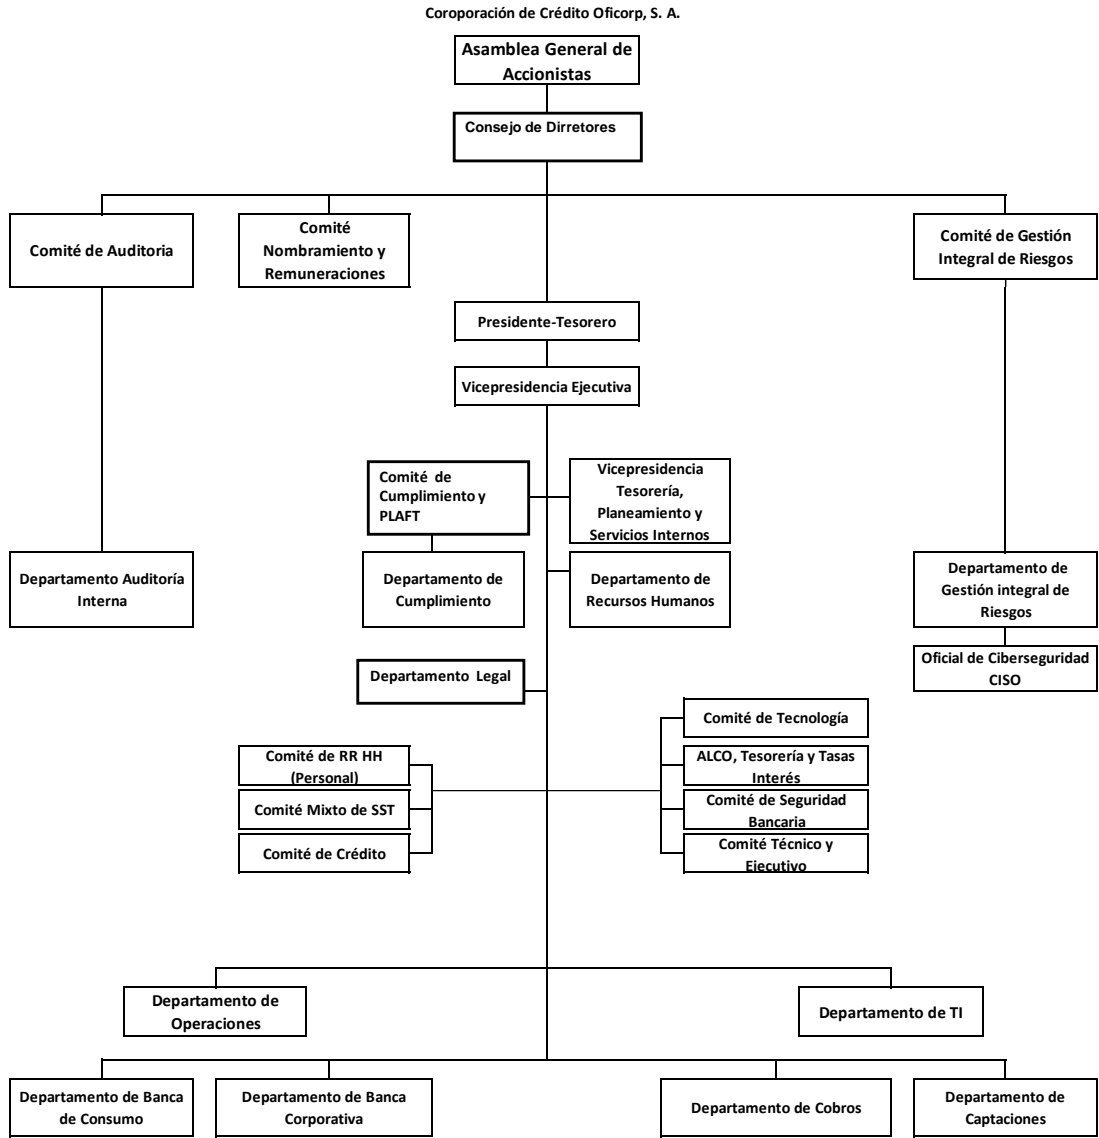 Coroporación de Crédito Oficorp, S. A.
Asamblea General de
Accionistas
Consejo de Dirretores
Comité de Auditoria
Comité
Nombramiento y
Remuneraciones
Comité de Gestión
Integral de Riesgos
Presidente-Tesorero
Vicepresidencia Ejecutiva
Comité de
Cumplimiento y
PLAFT
Vicepresidencia
Tesorería,
Planeamiento y
Servicios Internos
Departamento Auditoría
Interna
Departamento de
Cumplimiento
Departamento de
Recursos Humanos
Departamento de
Gestión integral de
Riesgos
Oficial de Ciberseguridad
CISO
Departamento Legal
Comité de Tecnología
Comité de RR HH
(Personal)
ALCO, Tesorería y Tasas
Interés
Comité Mixto de SST
Comité de Seguridad
Bancaria
Comité de Crédito
Comité Técnico y
Ejecutivo
Departamento de
Operaciones
Departamento de TI
Departamento de Banca
de Consumo
Departamento de Banca
Corporativa
Departamento de Cobros
Departamento de
Captaciones